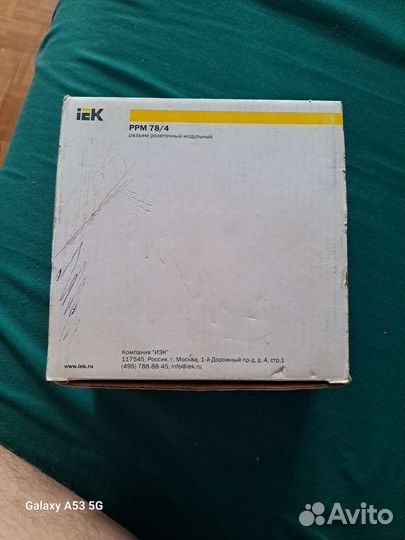 iEK
РРМ 78/4
разъем розеточный модульный
Компания "ИЭК"
117545, Россия, г. Москва, 1-й Дорожный пр-д, д. 4, стр.1
www.iek.ru (495) 788-88-45, info@iek.ru
Galaxy A53 5G
Avito